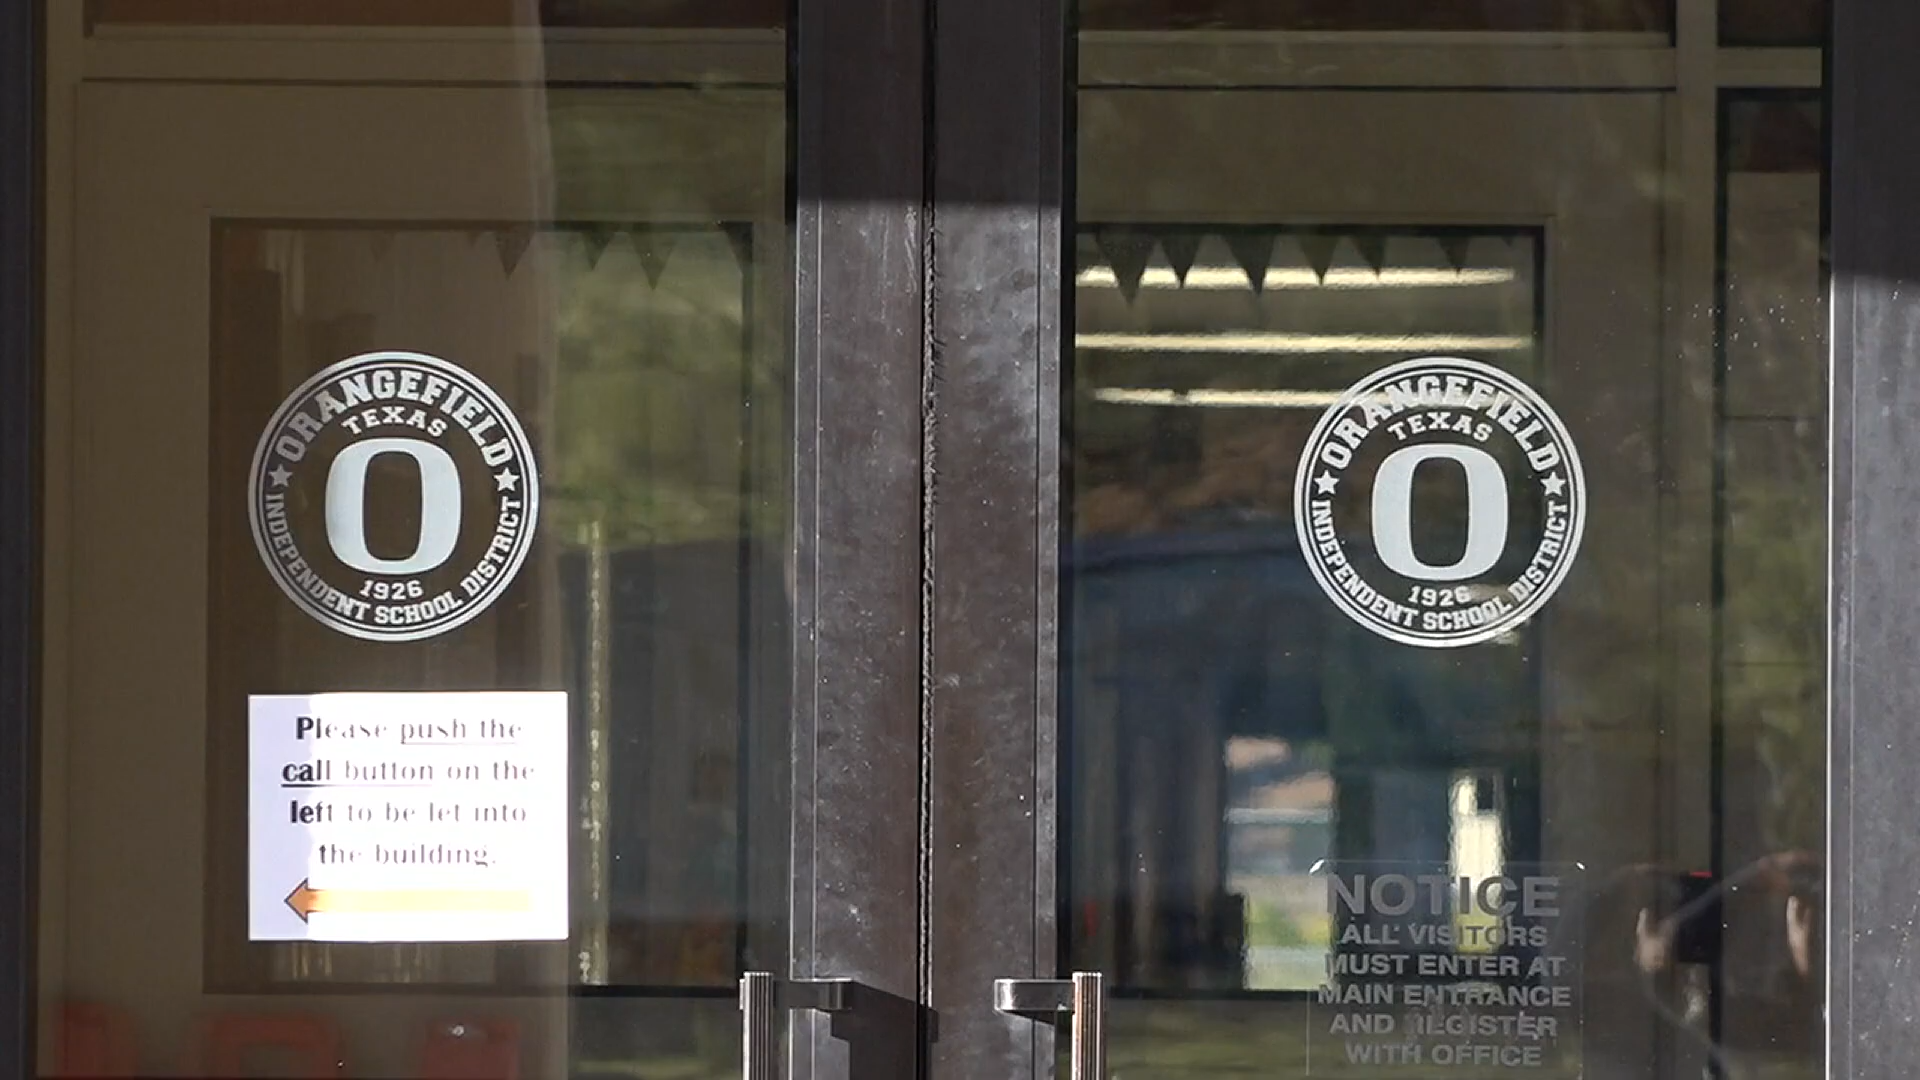 ORANGEFIELD
TEXAS
O
1926
INDEPENDENT SCHOOL DISTRICT
Please push the
call button on the
left to be let into
the building.
ORANGEFIELD
TEXAS
O
1926
INDEPENDENT SCHOOL DISTRICT
NOTICE
ALL VISITORS
MUST ENTER AT
MAIN ENTRANCE
AND REGISTER
WITH OFFICE